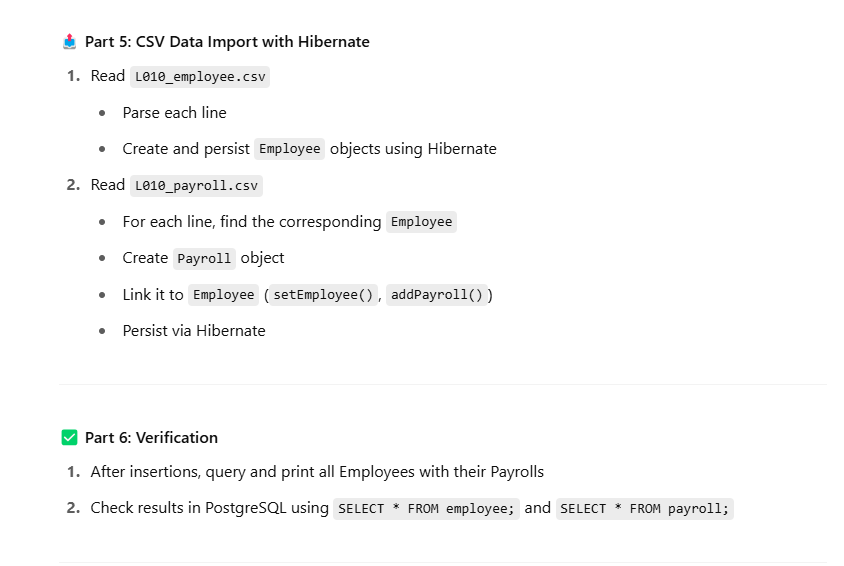 Part 5: CSV Data Import with Hibernate
1. Read L010_employee.csv
• Parse each line
• Create and persist Employee objects using Hibernate
2. Read L010_payroll.csv
• For each line, find the corresponding Employee
• Create Payroll object
• Link it to Employee (setEmployee(), addPayroll())
• Persist via Hibernate
Part 6: Verification
1. After insertions, query and print all Employees with their Payrolls
2. Check results in PostgreSQL using SELECT * FROM employee; and SELECT * FROM payroll;